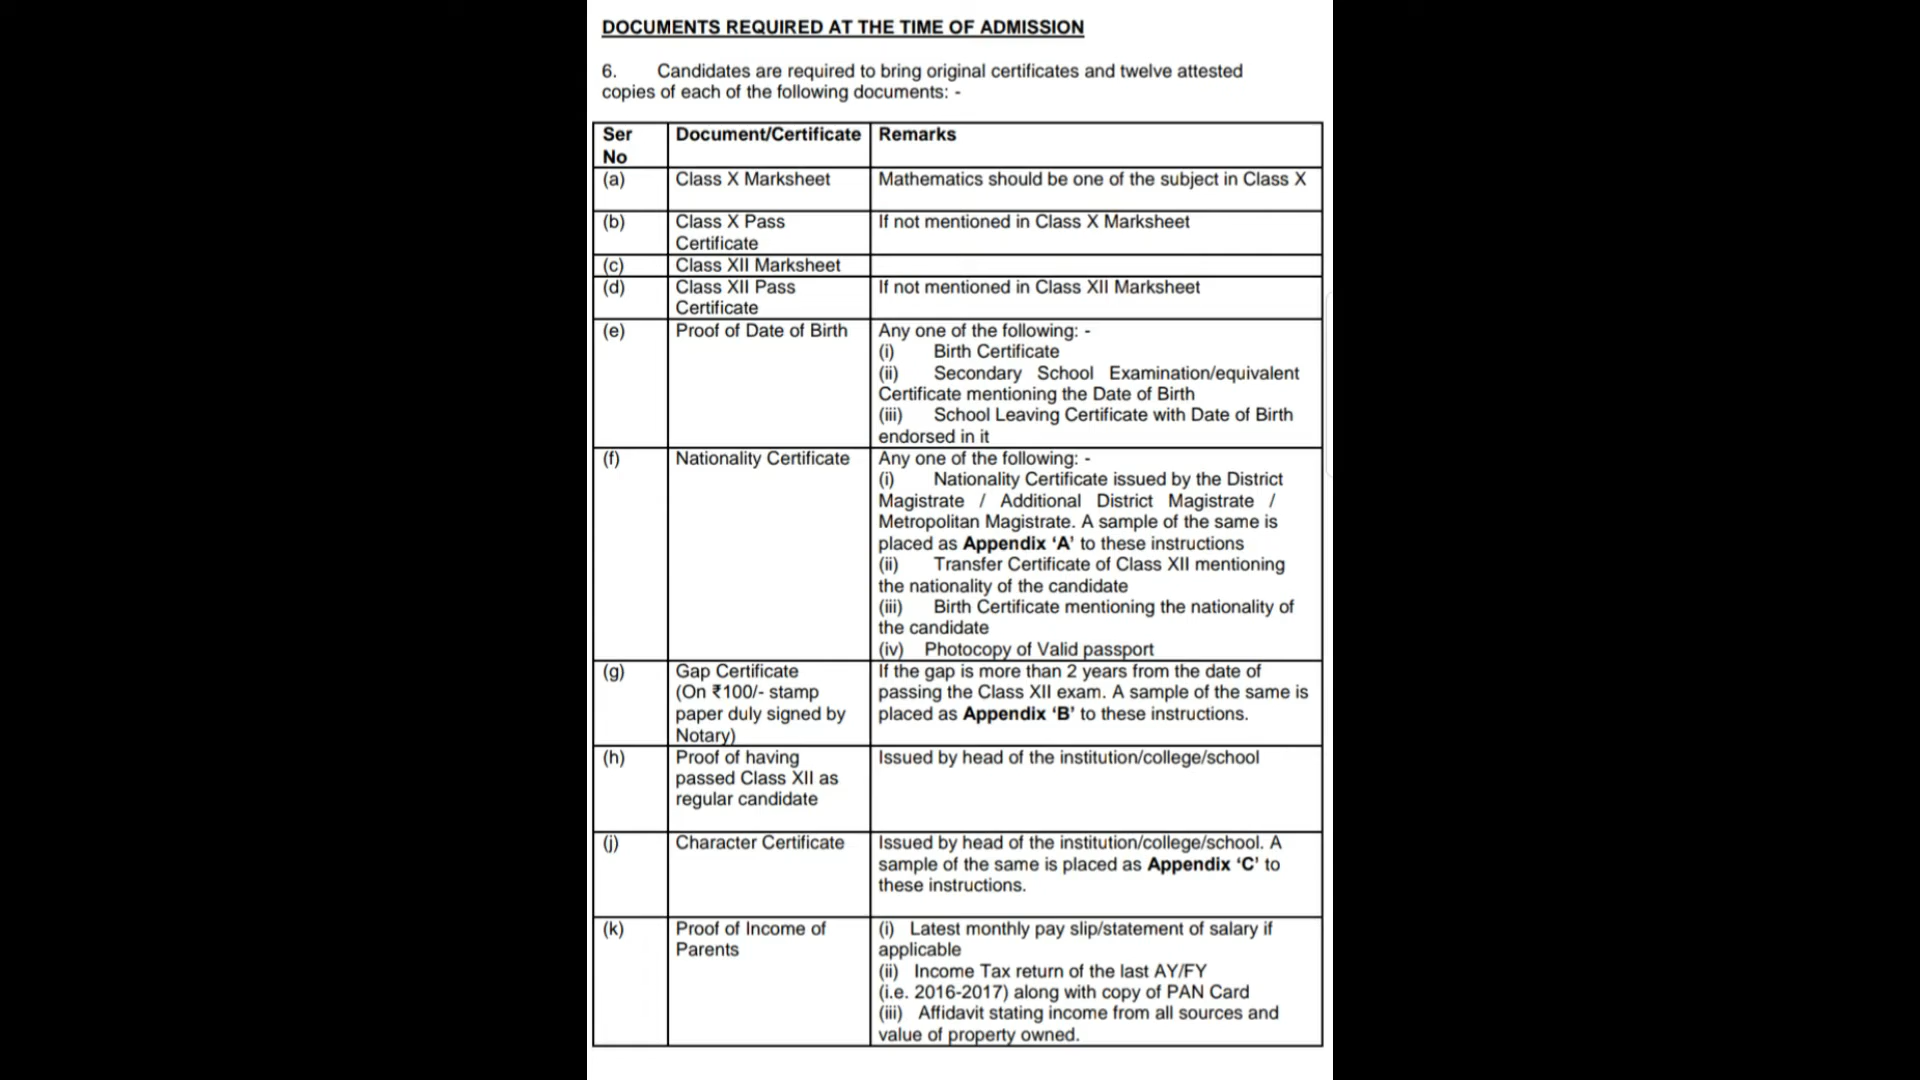 DOCUMENTS REQUIRED AT THE TIME OF ADMISSION
6. Candidates are required to bring original certificates and twelve attested
copies of each of the following documents: -
Ser No Document/Certificate Remarks
(a) Class X Marksheet Mathematics should be one of the subject in Class X
(b) Class X Pass Certificate If not mentioned in Class X Marksheet
(c) Class XII Marksheet
(d) Class XII Pass Certificate If not mentioned in Class XII Marksheet
(e) Proof of Date of Birth Any one of the following: -
(i) Birth Certificate
(ii) Secondary School Examination/equivalent
Certificate mentioning the Date of Birth
(iii) School Leaving Certificate with Date of Birth
endorsed in it
(f) Nationality Certificate Any one of the following: -
(i) Nationality Certificate issued by the District
Magistrate / Additional District Magistrate /
Metropolitan Magistrate. A sample of the same is
placed as Appendix ‘A’ to these instructions
(ii) Transfer Certificate of Class XII mentioning
the nationality of the candidate
(iii) Birth Certificate mentioning the nationality of
the candidate
(iv) Photocopy of Valid passport
(g) Gap Certificate
(On ₹100/- stamp
paper duly signed by
Notary)
If the gap is more than 2 years from the date of
passing the Class XII exam. A sample of the same is
placed as Appendix ‘B’ to these instructions.
(h) Proof of having
passed Class XII as
regular candidate
Issued by head of the institution/college/school
(j) Character Certificate Issued by head of the institution/college/school. A
sample of the same is placed as Appendix ‘C’ to
these instructions.
(k) Proof of Income of
Parents
(i) Latest monthly pay slip/statement of salary if
applicable
(ii) Income Tax return of the last AY/FY
(i.e. 2016-2017) along with copy of PAN Card
(iii) Affidavit stating income from all sources and
value of property owned.